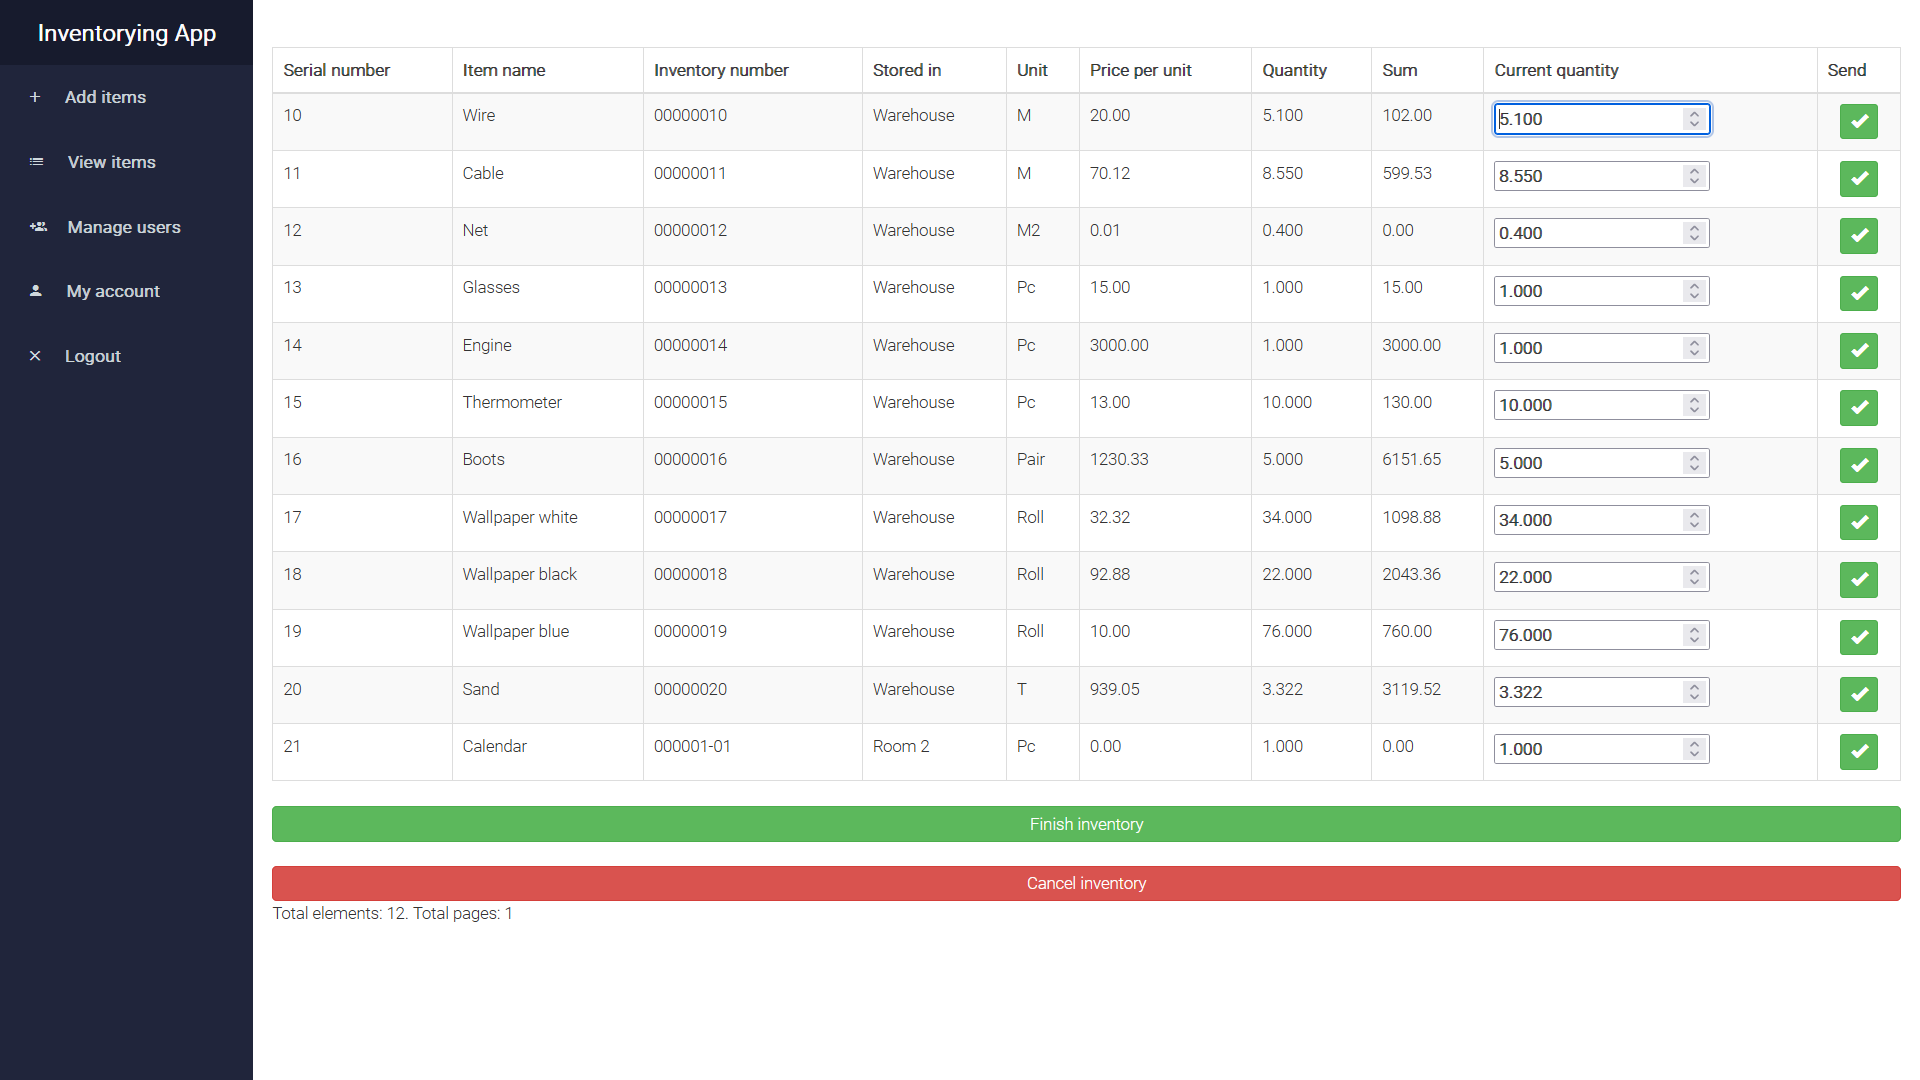 Inventorying App
Add items
View items
Manage users
My account
Logout
Serial number Item name Inventory number Stored in Unit Price per unit Quantity Sum Current quantity Send
10 Wire 00000010 Warehouse M 20.00 5.100 102.00 5.100
11 Cable 00000011 Warehouse M 70.12 8.550 599.53 8.550
12 Net 00000012 Warehouse M2 0.01 0.400 0.00 0.400
13 Glasses 00000013 Warehouse Pc 15.00 1.000 15.00 1.000
14 Engine 00000014 Warehouse Pc 3000.00 1.000 3000.00 1.000
15 Thermometer 00000015 Warehouse Pc 13.00 10.000 130.00 10.000
16 Boots 00000016 Warehouse Pair 1230.33 5.000 6151.65 5.000
17 Wallpaper white 00000017 Warehouse Roll 32.32 34.000 1098.88 34.000
18 Wallpaper black 00000018 Warehouse Roll 92.88 22.000 2043.36 22.000
19 Wallpaper blue 00000019 Warehouse Roll 10.00 76.000 760.00 76.000
20 Sand 00000020 Warehouse T 939.05 3.322 3119.52 3.322
21 Calendar 000001-01 Room 2 Pc 0.00 1.000 0.00 1.000
Finish inventory
Cancel inventory
Total elements: 12. Total pages: 1